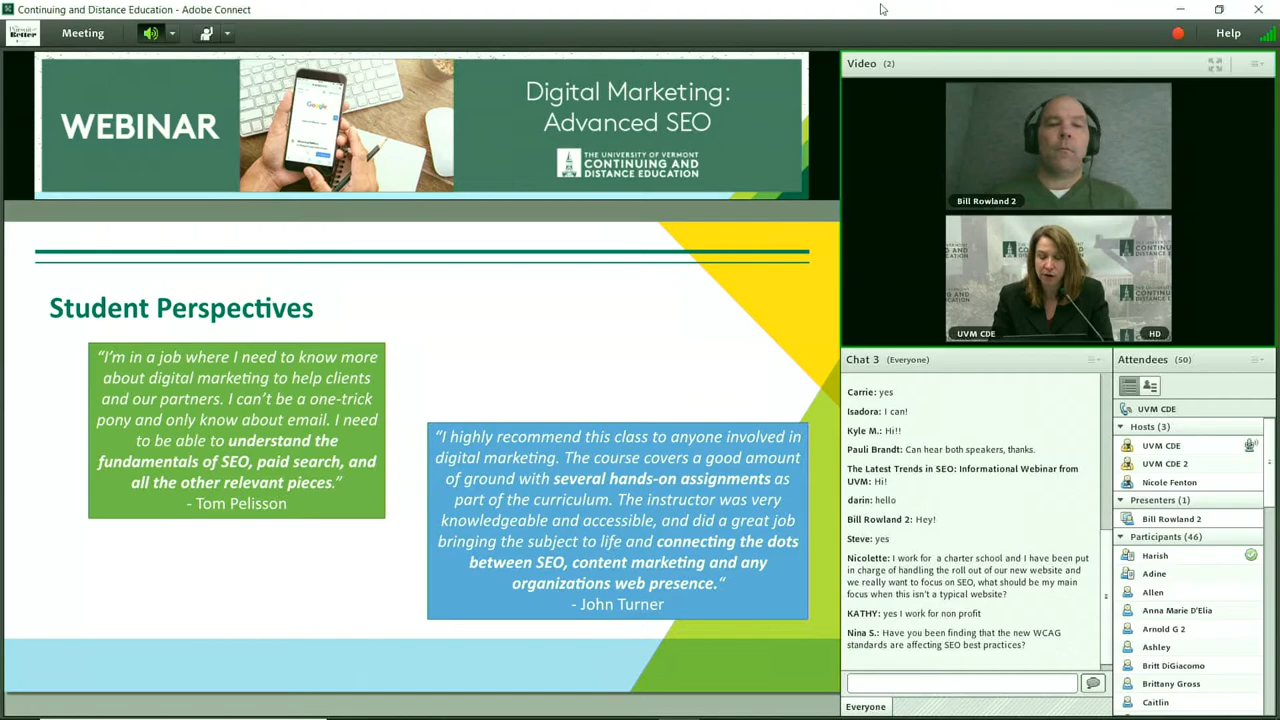 Continuing and Distance Education - Adobe Connect
Meeting
Help
WEBINAR
Google
Digital Marketing:
Advanced SEO
THE UNIVERSITY OF VERMONT
CONTINUING AND
DISTANCE EDUCATION
Student Perspectives
“I’m in a job where I need to know more
about digital marketing to help clients
and our partners. I can’t be a one-trick
pony and only know about email. I need
to be able to understand the
fundamentals of SEO, paid search, and
all the other relevant pieces.”
- Tom Pelisson
“I highly recommend this class to anyone involved in
digital marketing. The course covers a good amount
of ground with several hands-on assignments as
part of the curriculum. The instructor was very
knowledgeable and accessible, and did a great job
bringing the subject to life and connecting the dots
between SEO, content marketing and any
organizations web presence.“
- John Turner
Video (2)
Bill Rowland 2
UVM CDE
HD
Chat 3 (Everyone)
Carrie: yes
Isadora: I can!
Kyle M.: Hi!!
Pauli Brandt: Can hear both speakers, thanks.
The Latest Trends in SEO: Informational Webinar from
UVM: Hi!
darin: hello
Bill Rowland 2: Hey!
Steve: yes
Nicolette: I work for a charter school and I have been put
in charge of handling the roll out of our new website and
we really want to focus on SEO, what should be my main
focus when this isn't a typical website?
KATHY: yes I work for non profit
Nina S.: Have you been finding that the new WCAG
standards are affecting SEO best practices?
Everyone
Attendees (50)
UVM CDE
Hosts (3)
UVM CDE
UVM CDE 2
Nicole Fenton
Presenters (1)
Bill Rowland 2
Participants (46)
Harish
Adine
Allen
Anna Marie D'Elia
Arnold G 2
Ashley
Britt DiGiacomo
Brittany Gross
Caitlin